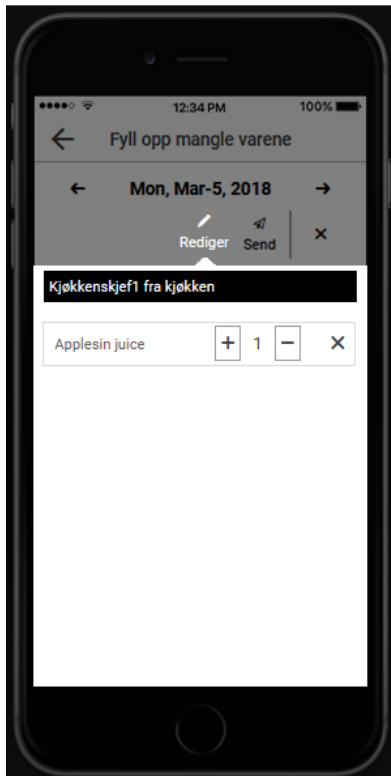 12:34 PM 100%
Fyll opp mangle varene
Mon, Mar-5, 2018
Rediger Send
Kjøkkenskjef1 fra kjøkken
Applesin juice + 1 −